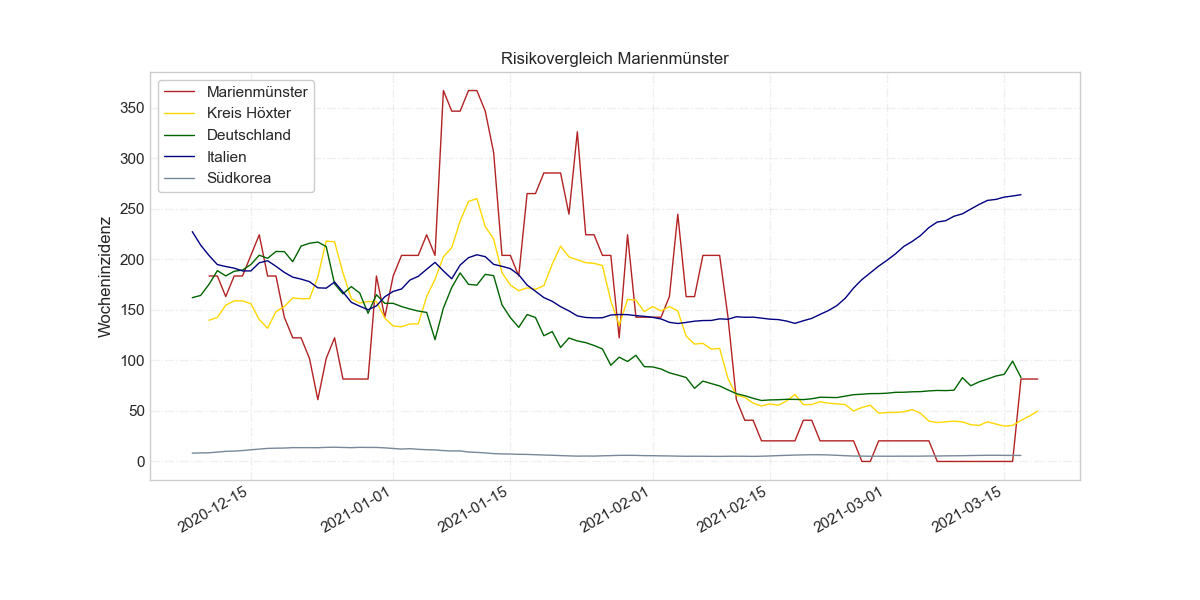 Risikovergleich Marienmünster
Marienmünster
Kreis Höxter
Deutschland
Italien
Südkorea
Wocheninzidenz
350
300
250
200
150
100
50
0
2020-12-15
2021-01-01
2021-01-15
2021-02-01
2021-02-15
2021-03-01
2021-03-15